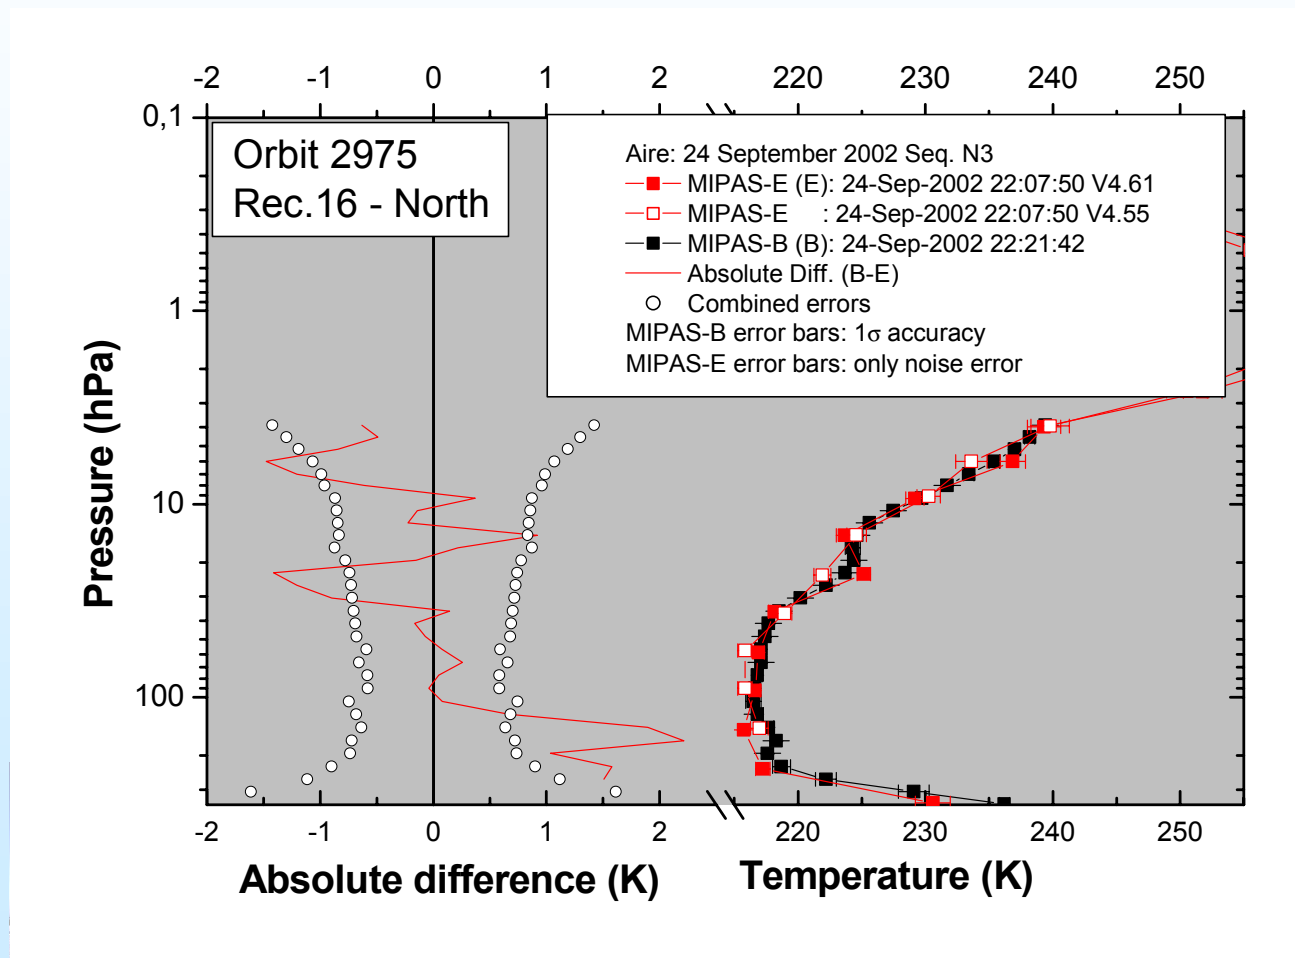 -2 -1 0 1 2 220 230 240 250
0,1
Orbit 2975
Rec.16 - North
Aire: 24 September 2002 Seq. N3
MIPAS-E (E): 24-Sep-2002 22:07:50 V4.61
MIPAS-E : 24-Sep-2002 22:07:50 V4.55
MIPAS-B (B): 24-Sep-2002 22:21:42
Absolute Diff. (B-E)
Combined errors
MIPAS-B error bars: 1σ accuracy
MIPAS-E error bars: only noise error
1
10
100
Pressure (hPa)
-2 -1 0 1 2 220 230 240 250
Absolute difference (K) Temperature (K)